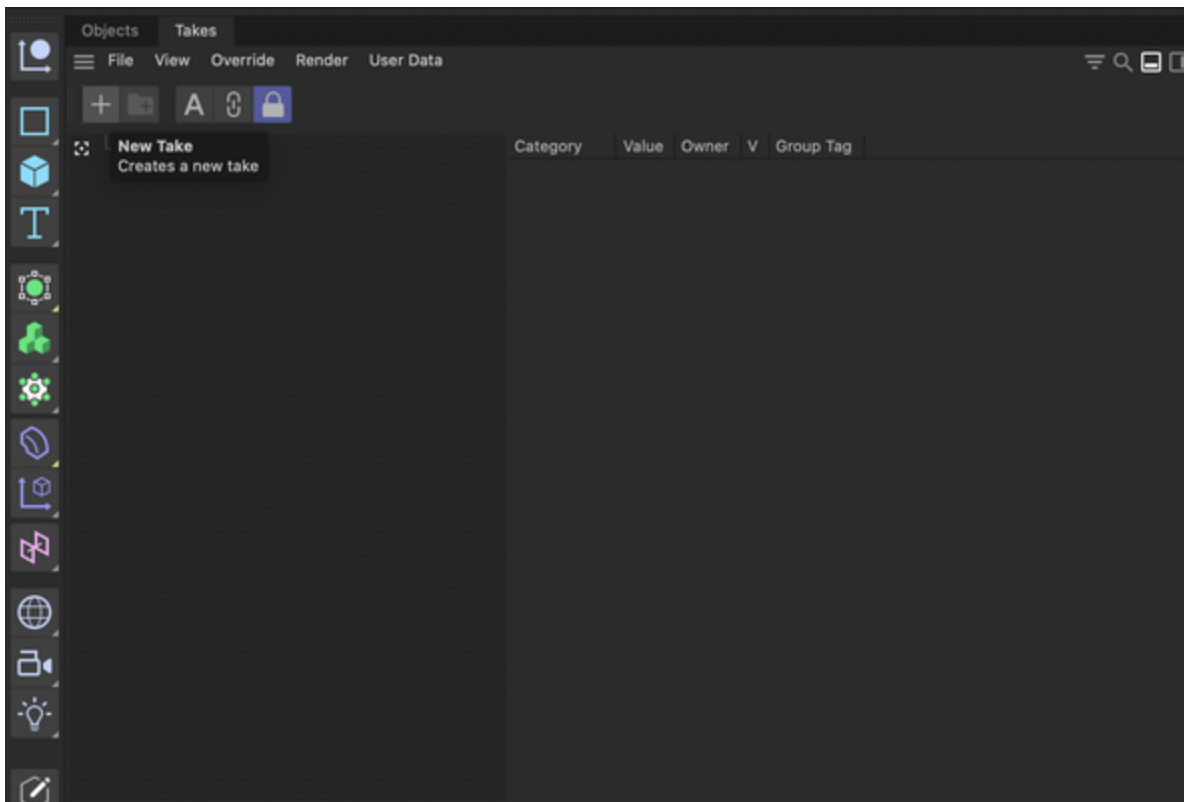 Objects Takes
File View Override Render User Data
A
New Take
Creates a new take
Category Value Owner V Group Tag
T